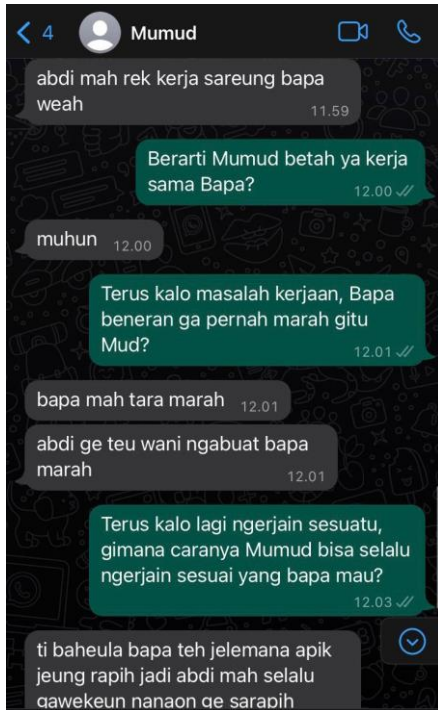 4
Mumud
abdi mah rek kerja sareung bapa
weah
11.59
Berarti Mumud betah ya kerja
sama Bapa?
12.00
muhun
12.00
Terus kalo masalah kerjaan, Bapa
beneran ga pernah marah gitu
Mud?
12.01
bapa mah tara marah
12.01
abdi ge teu wani ngabuat bapa
marah
12.01
Terus kalo lagi ngerjain sesuatu,
gimana caranya Mumud bisa selalu
ngerjain sesuai yang bapa mau?
12.03
ti baheula bapa teh jelemana apik
jeung rapih jadi abdi mah selalu
gawekeun nanaon ge sarapih